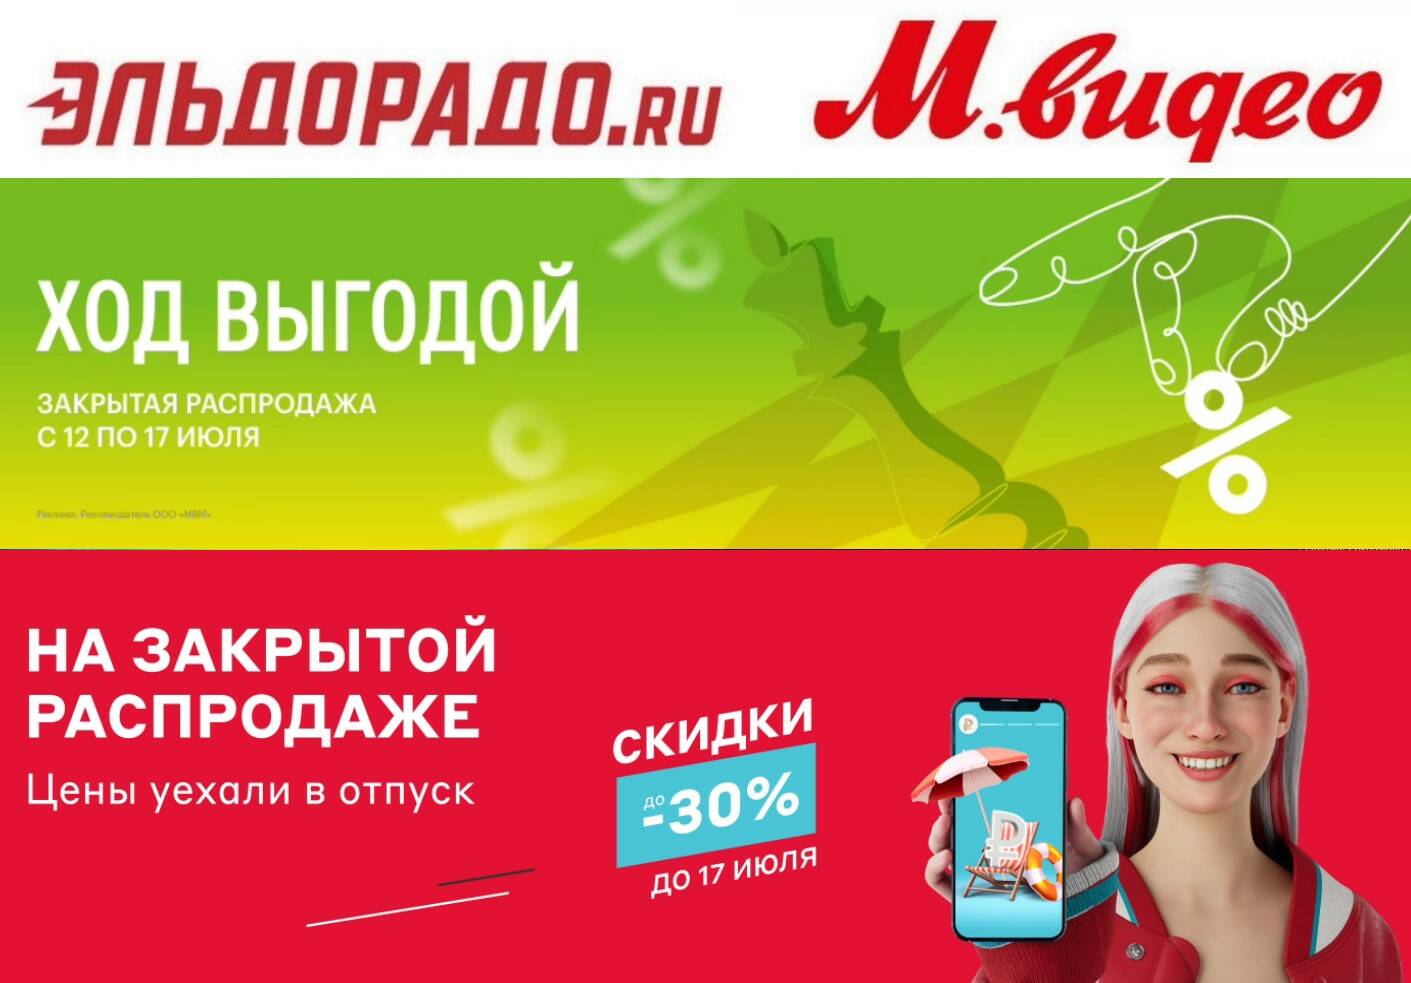 ЭЛЬДОРАДО.RU
М.видео
ХОД ВЫГОДОЙ
ЗАКРЫТАЯ РАСПРОДАЖА
С 12 ПО 17 ИЮЛЯ
Реклама. Рекламодатель ООО «МВМ»
НА ЗАКРЫТОЙ
РАСПРОДАЖЕ
Цены уехали в отпуск
СКИДКИ
до -30%
ДО 17 ИЮЛЯ